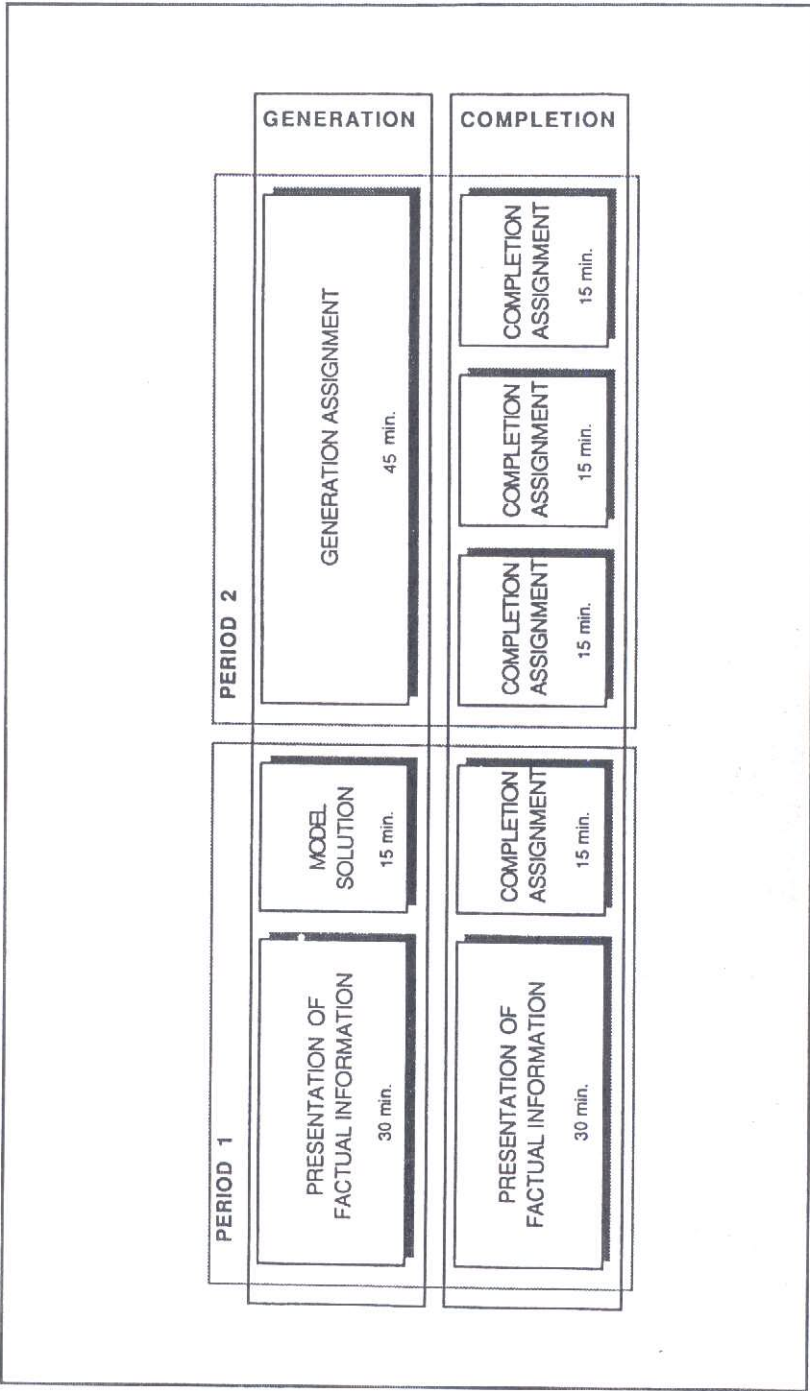 PERIOD 1
PERIOD 2
PRESENTATION OF
FACTUAL INFORMATION
30 min.
MODEL
SOLUTION
15 min.
GENERATION ASSIGNMENT
45 min.
GENERATION
PRESENTATION OF
FACTUAL INFORMATION
30 min.
COMPLETION
ASSIGNMENT
15 min.
COMPLETION
ASSIGNMENT
15 min.
COMPLETION
ASSIGNMENT
15 min.
COMPLETION
ASSIGNMENT
15 min.
COMPLETION